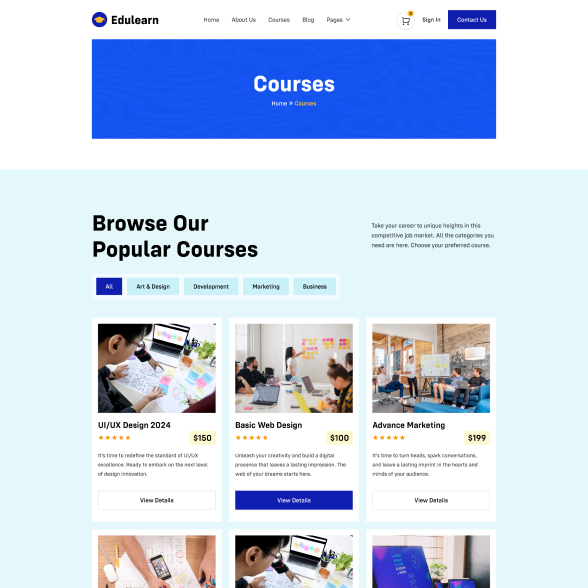 Edulearn
Home About Us Courses Blog Pages
0
Sign In
Contact Us
Courses
Home » Courses
Browse Our
Popular Courses
Take your career to unique heights in this
competitive job market. All the categories you
need are here. Choose your preferred course.
All Art & Design Development Marketing Business
UI/UX Design 2024
$150
It's time to redefine the standard of UI/UX
excellence. Ready to embark on the next level
of design innovation.
View Details
Basic Web Design
$100
Unleash your creativity and build a digital
presence that leaves a lasting impression. The
web of your dreams starts here.
View Details
Advance Marketing
$199
It's time to turn heads, spark conversations,
and leave a lasting imprint in the hearts and
minds of your audience.
View Details